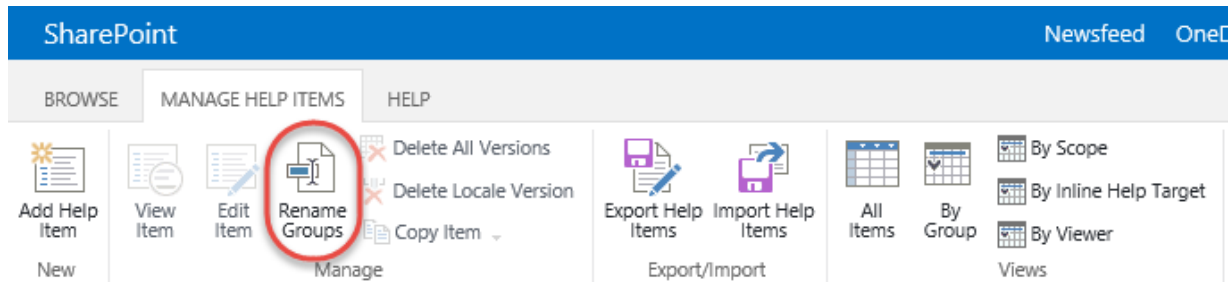 SharePoint
Newsfeed OneD
BROWSE MANAGE HELP ITEMS HELP
Add Help
Item
View
Item
Edit
Item
Rename
Groups
Delete All Versions
Delete Locale Version
Copy Item
Export Help
Items
Import Help
Items
All
Items
By
Group
By Scope
By Inline Help Target
By Viewer
New
Manage
Export/Import
Views